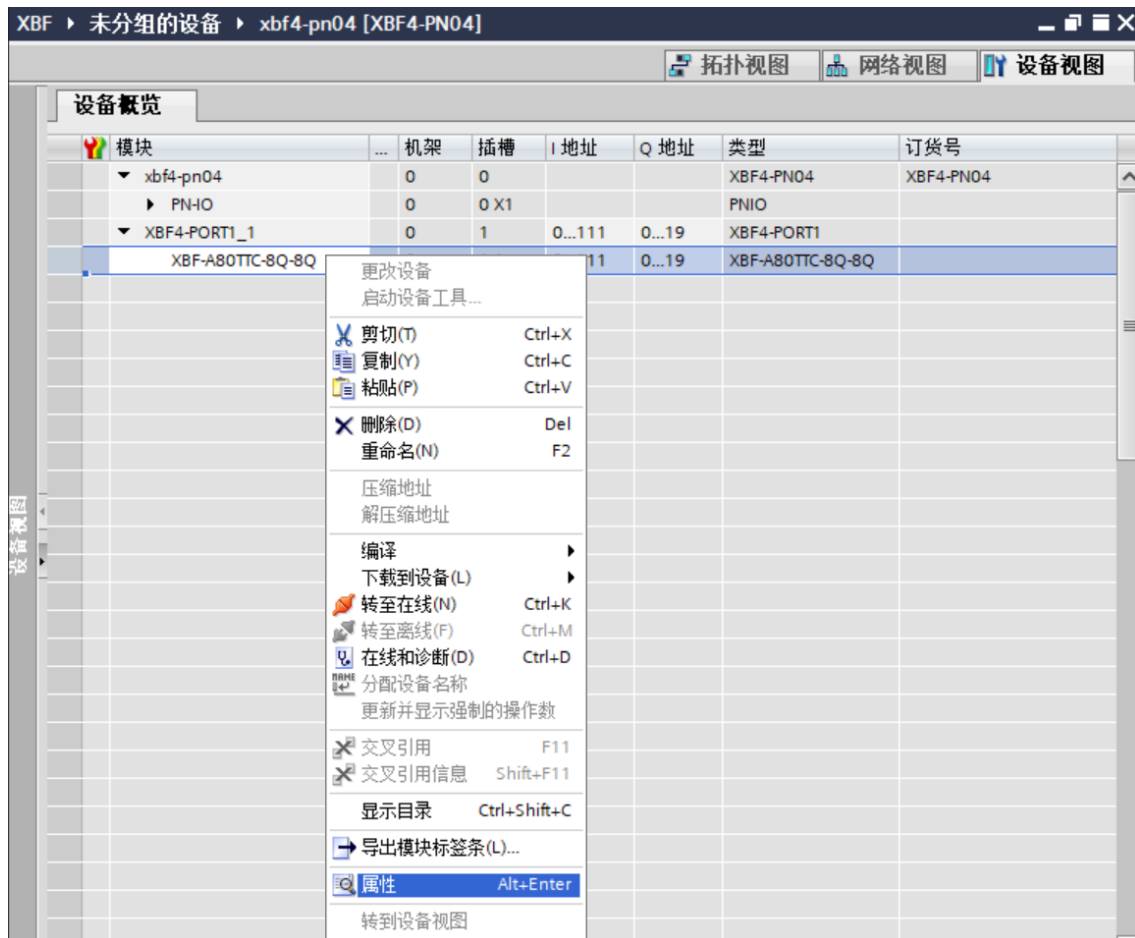 XBF ▸ 未分组的设备 ▸ xbf4-pn04 [XBF4-PN04]
拓扑视图 网络视图 设备视图
设备概览
模块 ... 机架 插槽 I 地址 Q 地址 类型 订货号
xbf4-pn04 0 0 XBF4-PN04 XBF4-PN04
PN-IO 0 0 X1 PNIO
XBF4-PORT1_1 0 1 0...111 0...19 XBF4-PORT1
XBF-A80TTC-8Q-8Q 11 0...19 XBF-A80TTC-8Q-8Q
更改设备
启动设备工具...
剪切(T) Ctrl+X
复制(Y) Ctrl+C
粘贴(P) Ctrl+V
删除(D) Del
重命名(N) F2
压缩地址
解压缩地址
编译
下载到设备(L)
转至在线(N) Ctrl+K
转至离线(F) Ctrl+M
在线和诊断(D) Ctrl+D
分配设备名称
更新并显示强制的操作数
交叉引用 F11
交叉引用信息 Shift+F11
显示目录 Ctrl+Shift+C
导出模块标签条(L)...
属性 Alt+Enter
转到设备视图
设备视图